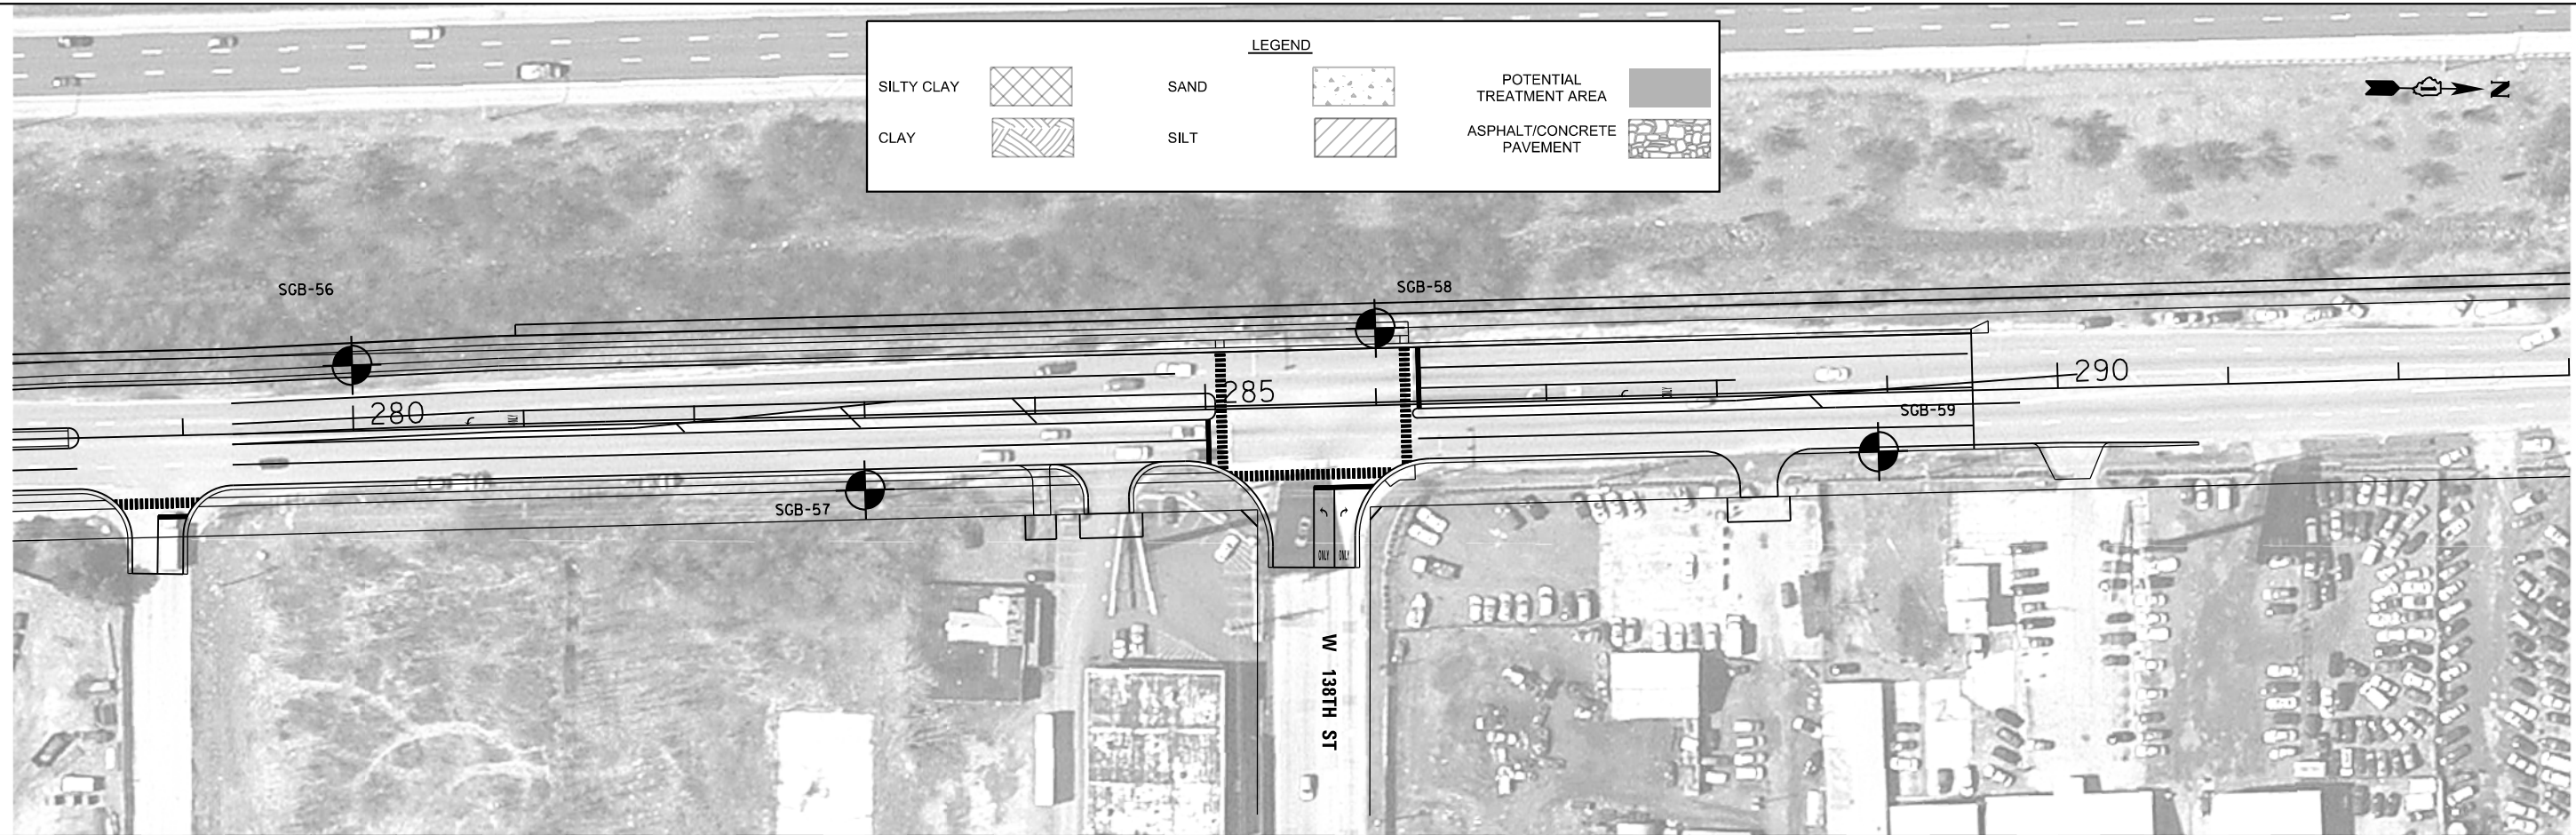 LEGEND
SILTY CLAY
SAND
POTENTIAL
TREATMENT AREA
CLAY
SILT
ASPHALT/CONCRETE
PAVEMENT
N
SGB-56
SGB-58
280
285
290
SGB-59
SGB-57
ONLY ONLY
W 138TH ST